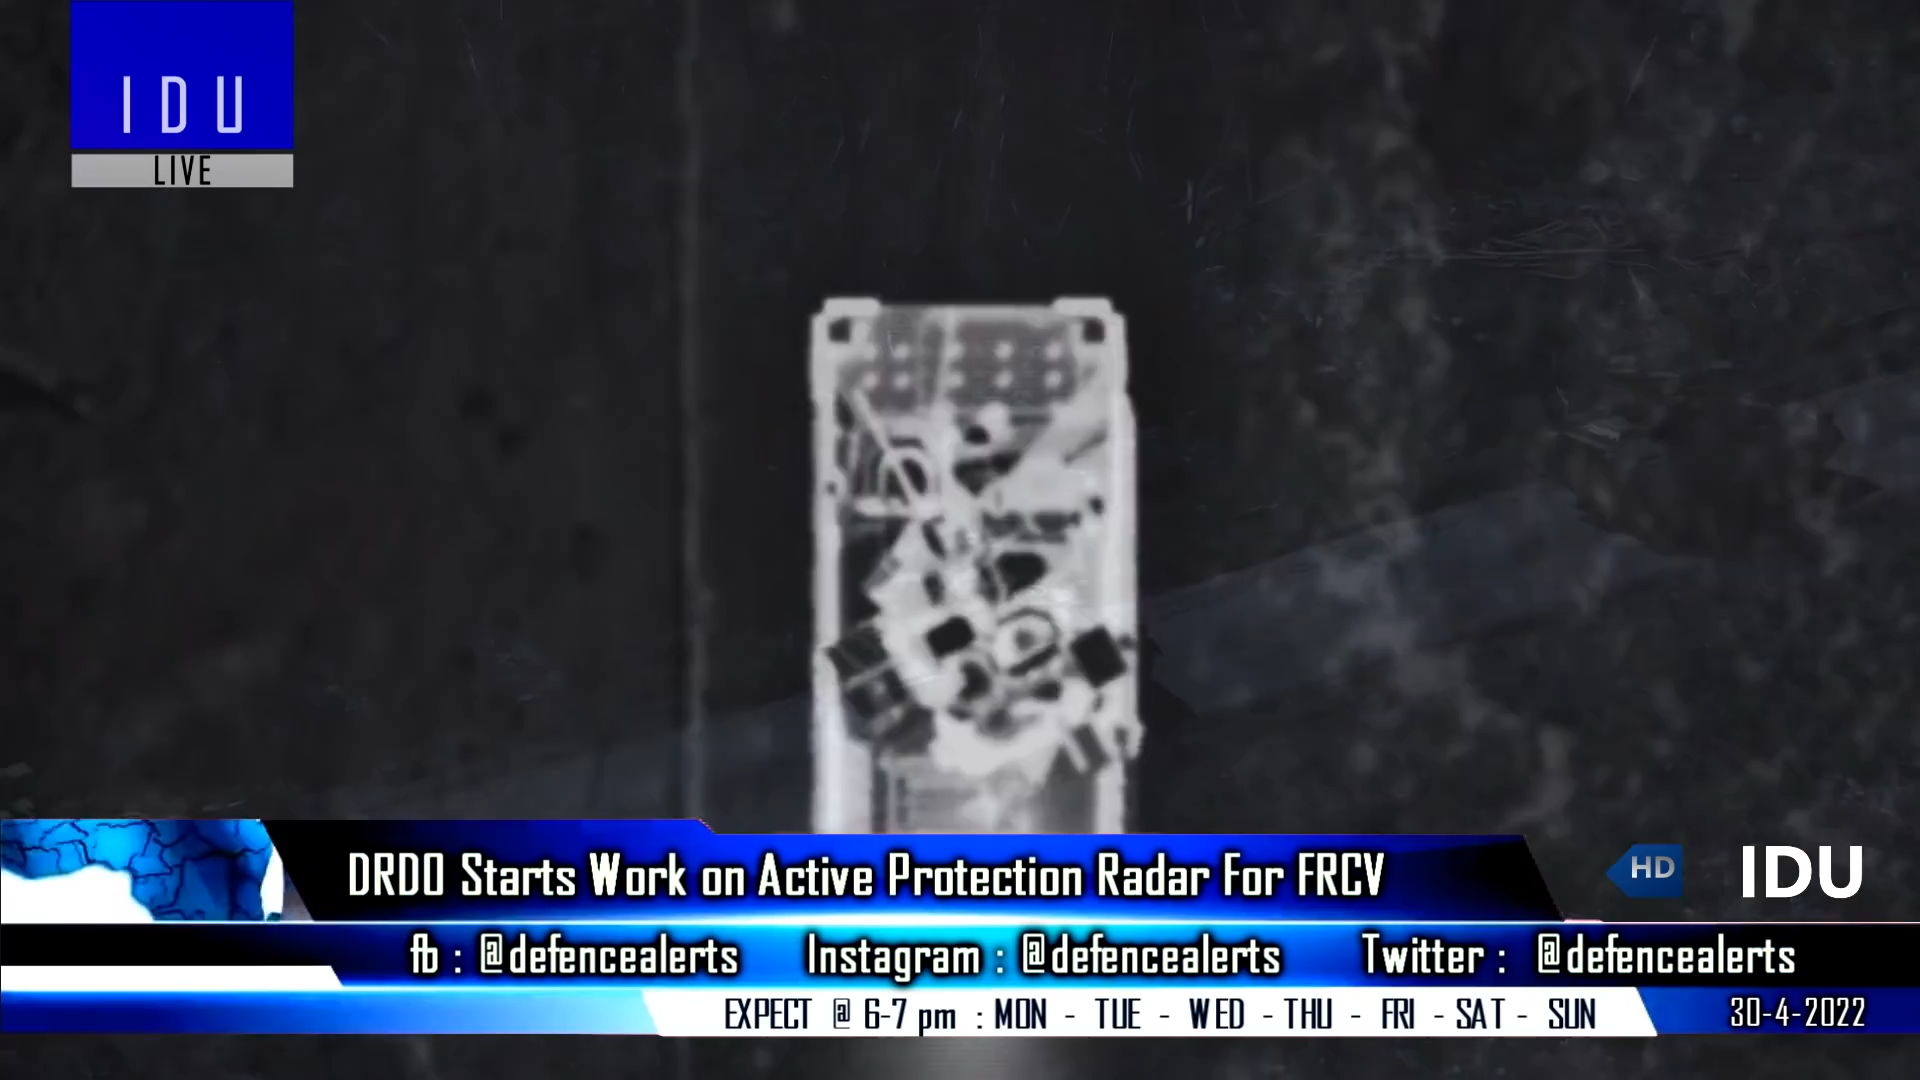 IDU
LIVE
DRDO Starts Work on Active Protection Radar For FRCV
HD
IDU
fb : @defencealerts Instagram : @defencealerts Twitter : @defencealerts
EXPECT @ 6-7 pm : MON - TUE - WED - THU - FRI - SAT - SUN
30-4-2022